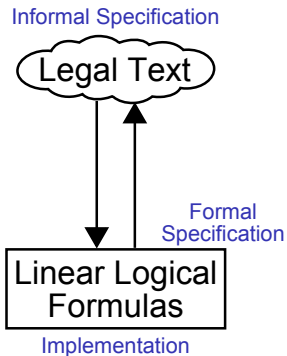 Informal Specification
Legal Text
Formal
Specification
Linear Logical
Formulas
Implementation